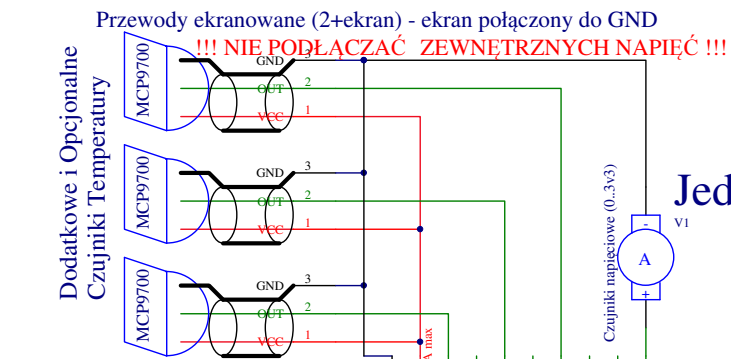 Przewody ekranowane (2+ekran) - ekran połączony do GND
!!! NIE PODŁĄCZAĆ ZEWNĘTRZNYCH NAPIĘĆ !!!
Dodatkowe i Opcjonalne
Czujniki Temperatury
MCP9700
GND 3
OUT 2
VCC 1
MCP9700
GND 3
OUT 2
VCC 1
MCP9700
GND 3
OUT 2
VCC 1
A max
Czujniki napięciowe (0..3v3)
Jed
V1
-
A
+